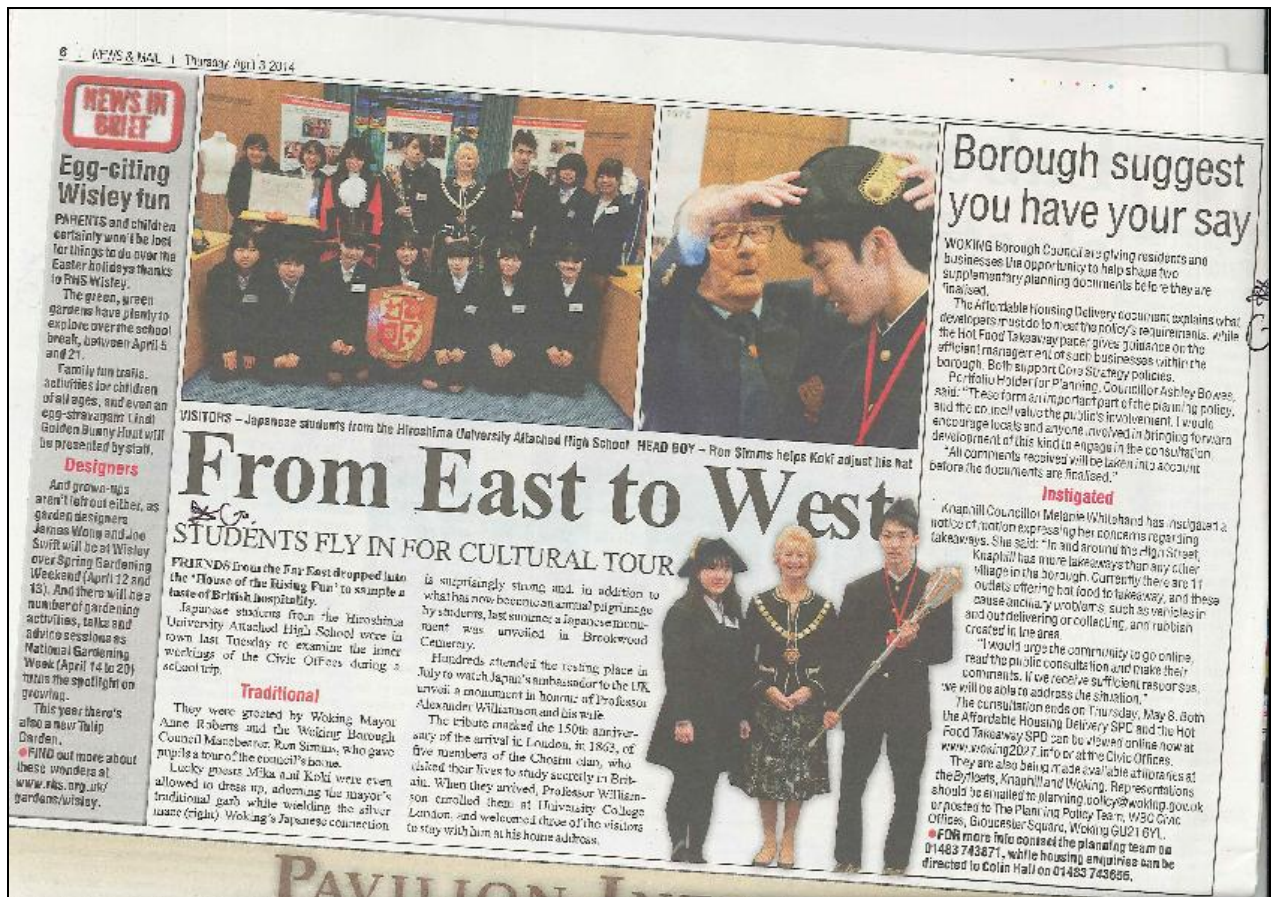 6 | NEWS & MAIL | Thursday April 3 2014
NEWS IN
BRIEF
Egg-citing
Wisley fun
PARENTS and children
certainly won't be lost
for things to do over the
Easter holidays thanks
to RHS Wisley.
The green, green
gardens have plenty to
explore over the school
break, between April 5
and 21.
Family fun trails,
activities for children
of all ages, and even an
egg-stravagant Lindt
Golden Bunny Hunt will
be presented by staff.
Designers
And grown-ups
aren't left out either, as
garden designers
James Wong and Joe
Swift will be at Wisley
over Spring Gardening
Weekend (April 12 and
13). And there will be a
number of gardening
activities, talks and
advice sessions as
National Gardening
Week (April 14 to 20)
turns the spotlight on
growing.
This year there's
also a new Tulip
Garden.
●FIND out more about
these wonders at
www.rhs.org.uk/
gardens/wisley.
VISITORS – Japanese students from the Hiroshima University Attached High School
HEAD BOY – Ron Simms helps Koki adjust his hat
From East to West
STUDENTS FLY IN FOR CULTURAL TOUR
FRIENDS from the Far East dropped into
the 'House of the Rising Fun' to sample a
taste of British hospitality.
Japanese students from the Hiroshima
University Attached High School were in
town last Tuesday to examine the inner
workings of the Civic Offices during a
school trip.
Traditional
They were greeted by Woking Mayor
Anne Roberts and the Woking Borough
Council Macebearer, Ron Simms, who gave
pupils a tour of the council's home.
Lucky guests Mika and Koki were even
allowed to dress up, adorning the mayor's
traditional garb while wielding the silver
mace (right). Woking's Japanese connection
is surprisingly strong and, in addition to
what has now become an annual pilgrimage
by students, last summer a Japanese monu-
ment was unveiled in Brookwood
Cemetery.
Hundreds attended the resting place in
July to watch Japan's ambassador to the UK
unveil a monument in honour of Professor
Alexander Williamson and his wife.
The tribute marked the 150th anniver-
sary of the arrival in London, in 1863, of
five members of the Choshu clan, who
risked their lives to study secretly in Brit-
ain. When they arrived, Professor William-
son enrolled them at University College
London, and welcomed three of the visitors
to stay with him at his home address.
Borough suggest
you have your say
WOKING Borough Council are giving residents and
businesses the opportunity to help shape two
supplementary planning documents before they are
finalised.
The Affordable Housing Delivery document explains what
developers must do to meet the policy's requirements, while
the Hot Food Takeaway paper gives guidance on the
efficient management of such businesses within the
borough. Both support Core Strategy policies.
Portfolio Holder for Planning, Councillor Ashley Bowes,
said: "These form an important part of the planning policy,
and the council value the public's involvement. I would
encourage locals and anyone involved in bringing forward
development of this kind to engage in the consultation.
"All comments received will be taken into account
before the documents are finalised."
Instigated
Knaphill Councillor Melanie Whitehand has instigated a
notice of motion expressing her concerns regarding
takeaways. She said: "In and around the High Street,
Knaphill has more takeaways than any other
village in the borough. Currently there are 11
outlets offering hot food to takeaway, and these
cause ancillary problems, such as vehicles in
and out delivering or collecting, and rubbish
created in the area.
"I would urge the community to go online,
read the public consultation and make their
comments. If we receive sufficient responses,
we will be able to address the situation."
The consultation ends on Thursday, May 8. Both
the Affordable Housing Delivery SPD and the Hot
Food Takeaway SPD can be viewed online now at
www.woking2027.info or at the Civic Offices.
They are also being made available at libraries at
the Byfleets, Knaphill and Woking. Representations
should be emailed to planning.policy@woking.gov.uk
or posted to The Planning Policy Team, WBC Civic
Offices, Gloucester Square, Woking GU21 6YL.
●FOR more info contact the planning team on
01483 743871, while housing enquiries can be
directed to Colin Hall on 01483 743656.
PAVILION